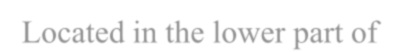 Located in the lower part of